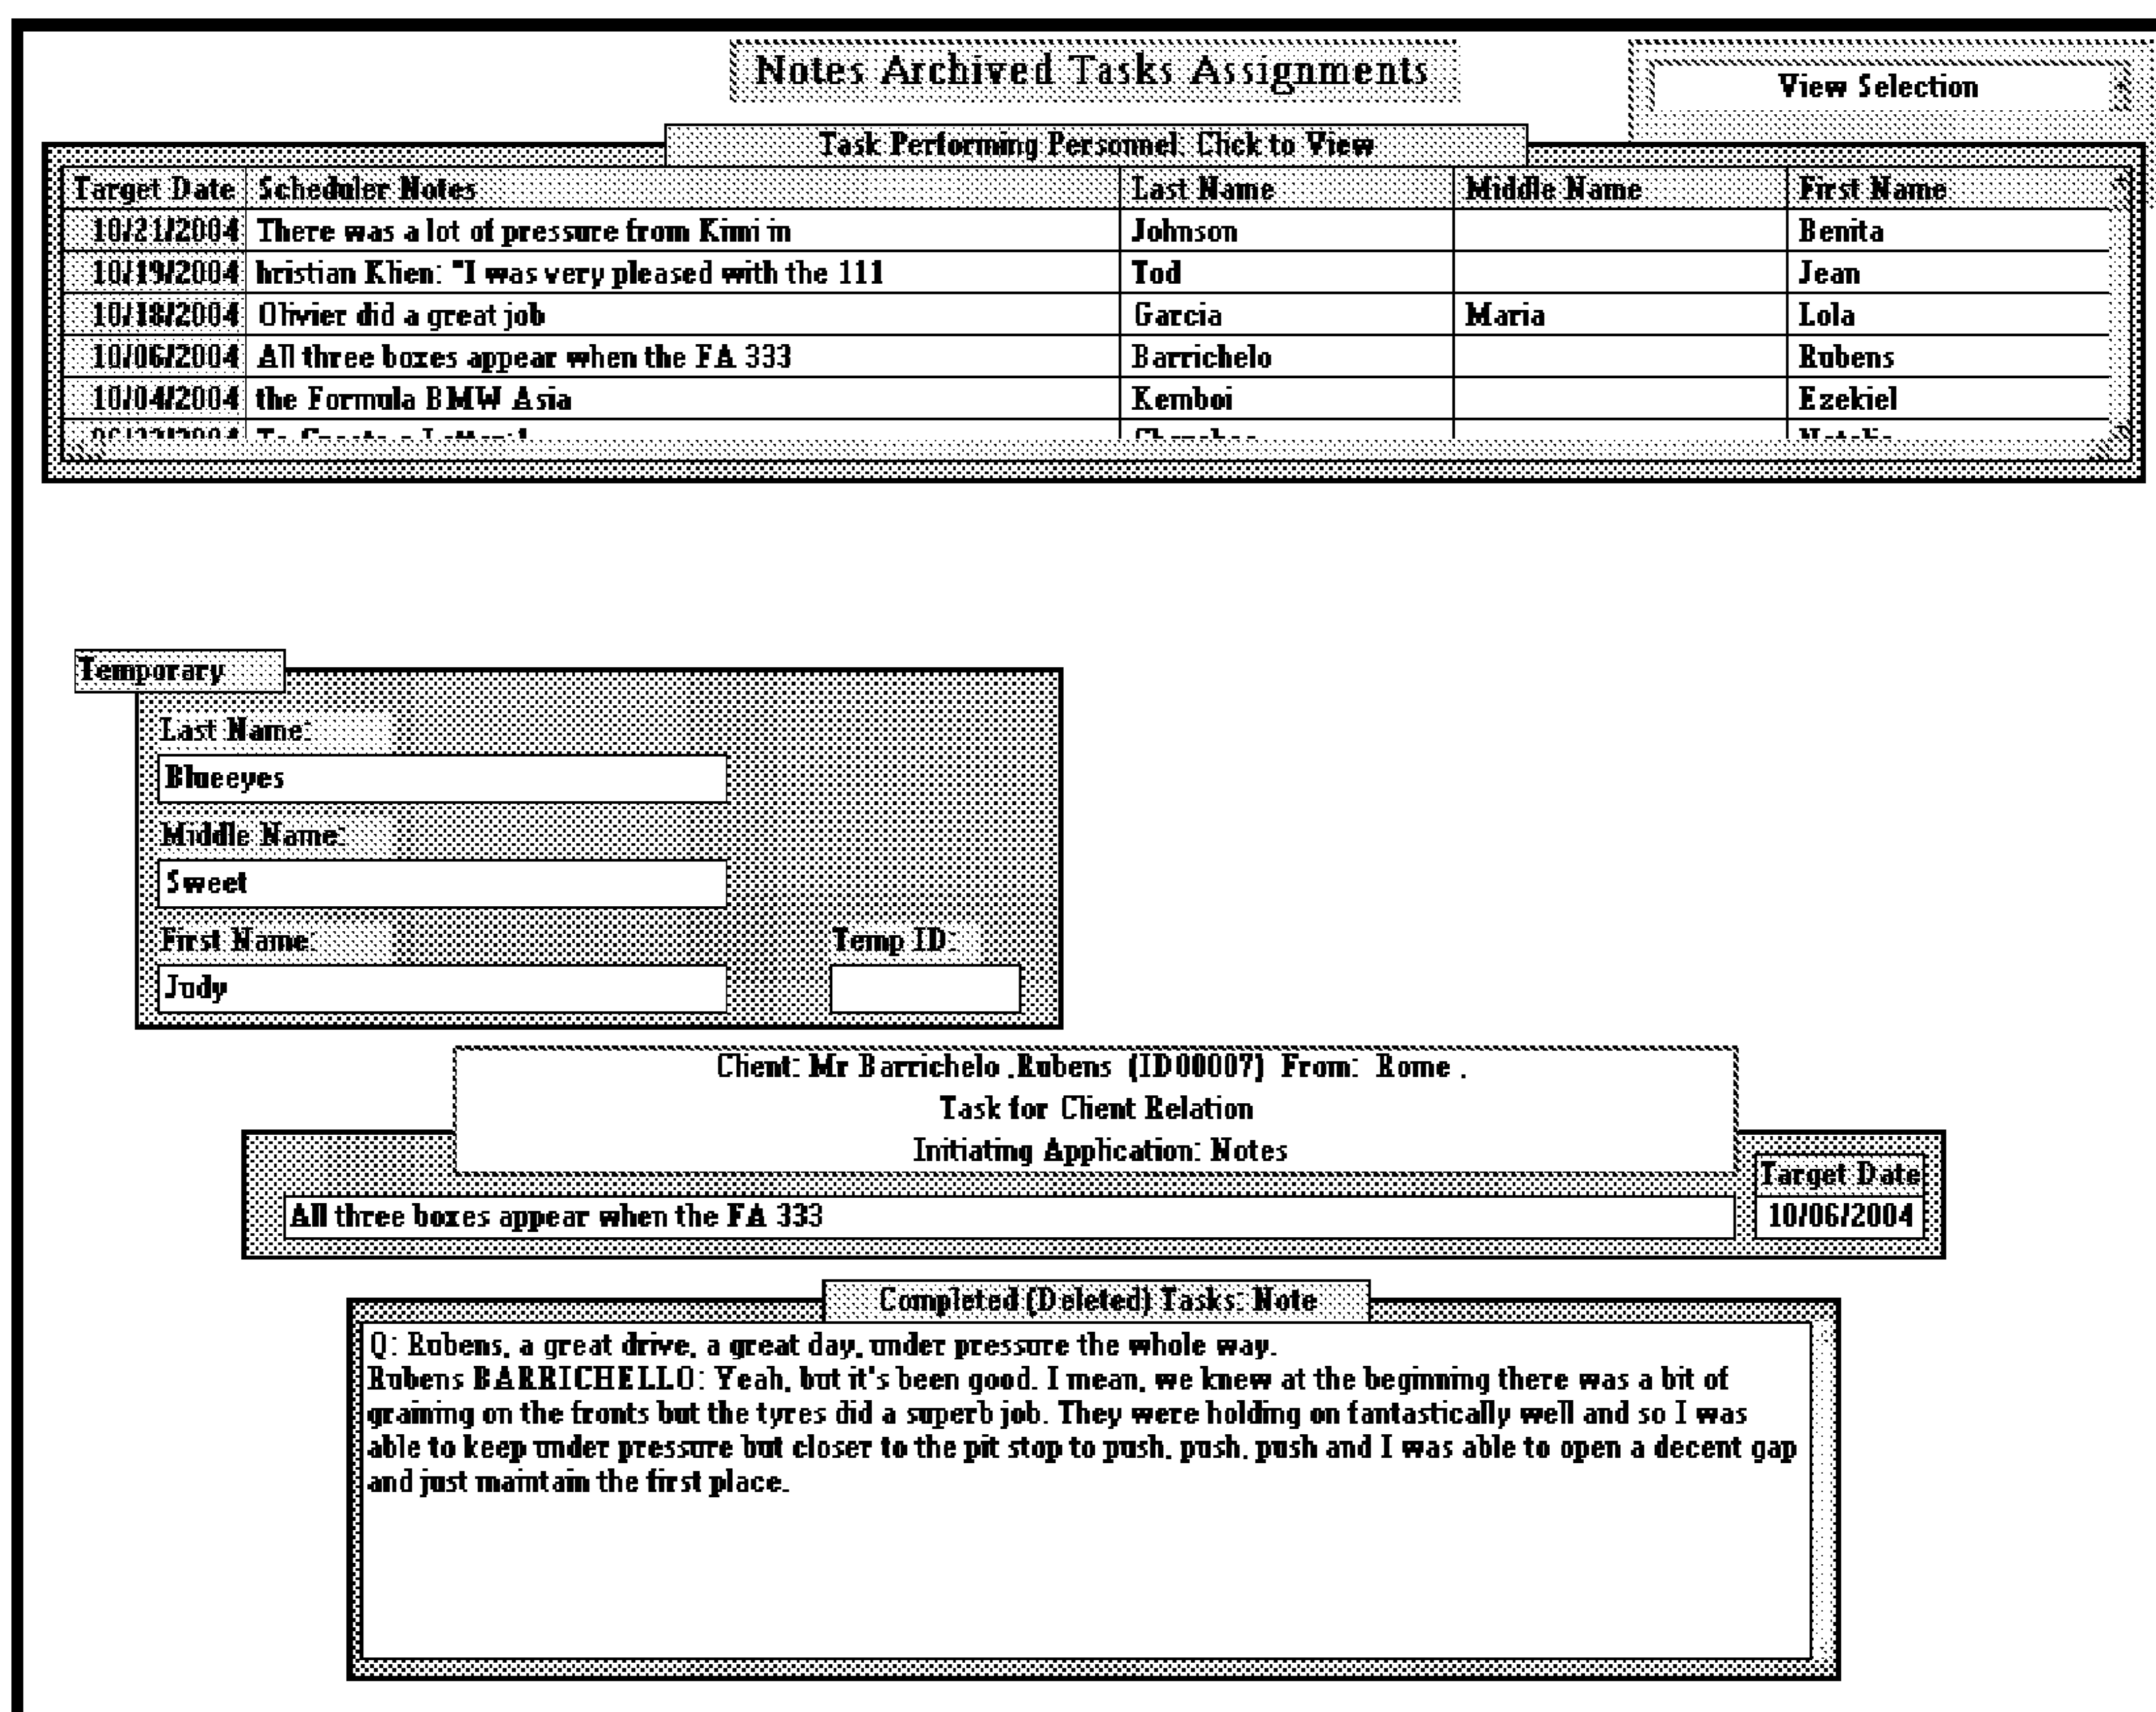 Notes Archived Tasks Assignments
View Selection
Task Performing Personnel: Click to View
Target Date Scheduler Notes Last Name Middle Name First Name
10/21/2004 There was a lot of pressure from Kimi in Johnson Benita
10/19/2004 hristian Klien: "I was very pleased with the 111 Tod Jean
10/18/2004 Olivier did a great job Garcia Maria Lola
10/06/2004 All three boxes appear when the FA 333 Barrichelo Rubens
10/04/2004 the Formula BMW Asia Kemboi Ezekiel
Temporary
Last Name:
Blueeyes
Middle Name:
Sweet
First Name: Temp ID:
Judy
Client: Mr Barrichelo .Rubens (ID00007) From: Rome .
Task for Client Relation
Initiating Application: Notes
Target Date
All three boxes appear when the FA 333 10/06/2004
Completed (Deleted) Tasks: Note
Q: Rubens, a great drive, a great day, under pressure the whole way.
Rubens BARRICHELLO: Yeah, but it's been good. I mean, we knew at the beginning there was a bit of
graining on the fronts but the tyres did a superb job. They were holding on fantastically well and so I was
able to keep under pressure but closer to the pit stop to push, push, push and I was able to open a decent gap
and just maintain the first place.